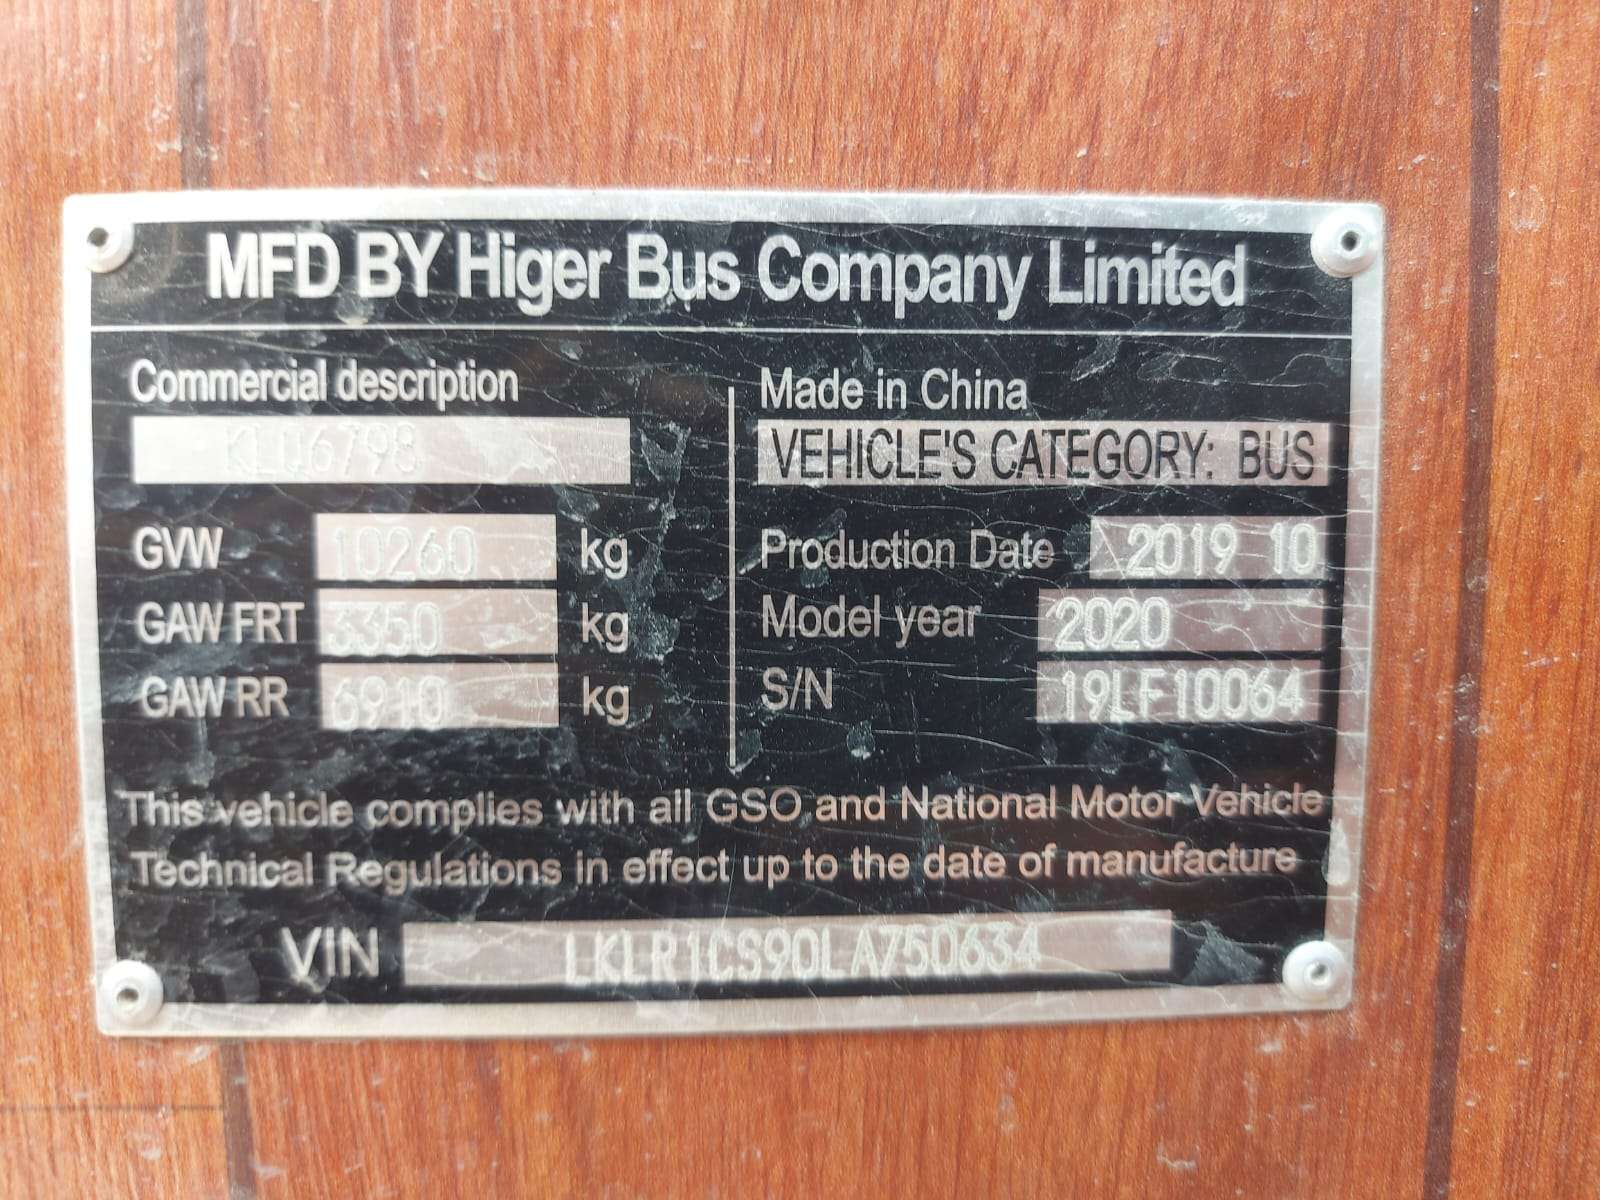 MFD BY Higer Bus Company Limited
Commercial description
KLQ6798
GVW 10260 kg
GAW FRT 3350 kg
GAW RR 6910 kg
Made in China
VEHICLE'S CATEGORY: BUS
Production Date 2019 10
Model year 2020
S/N 19LF10064
This vehicle complies with all GSO and National Motor Vehicle
Technical Regulations in effect up to the date of manufacture
VIN LKLR1CS90LA750634